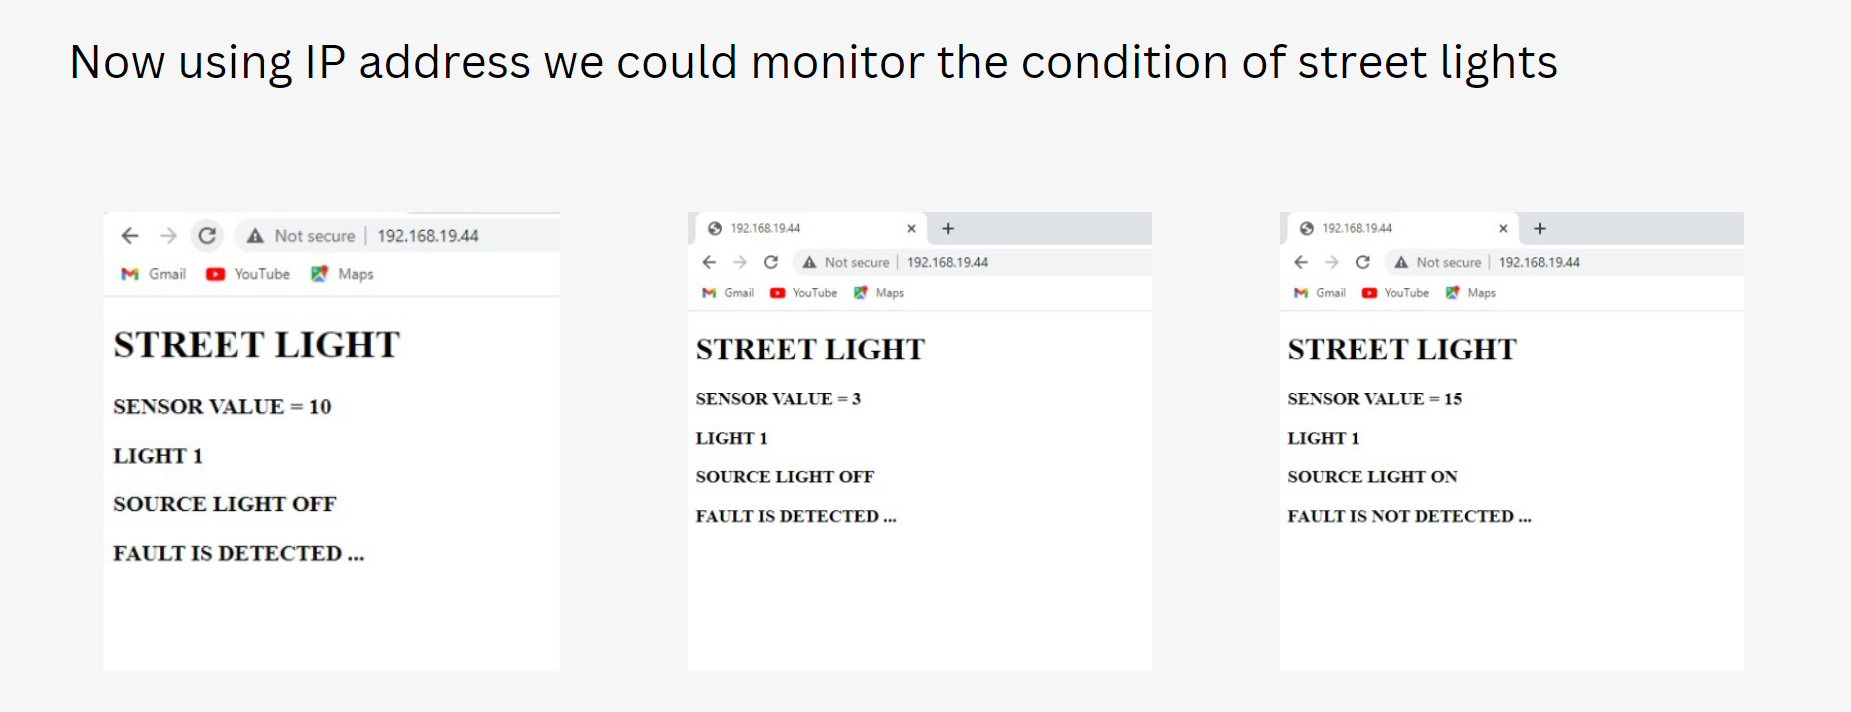 Now using IP address we could monitor the condition of street lights
Not secure | 192.168.19.44
Gmail YouTube Maps
STREET LIGHT
SENSOR VALUE = 10
LIGHT 1
SOURCE LIGHT OFF
FAULT IS DETECTED ...
192.168.19.44
Not secure | 192.168.19.44
Gmail YouTube Maps
STREET LIGHT
SENSOR VALUE = 3
LIGHT 1
SOURCE LIGHT OFF
FAULT IS DETECTED ...
192.168.19.44
Not secure | 192.168.19.44
Gmail YouTube Maps
STREET LIGHT
SENSOR VALUE = 15
LIGHT 1
SOURCE LIGHT ON
FAULT IS NOT DETECTED ...